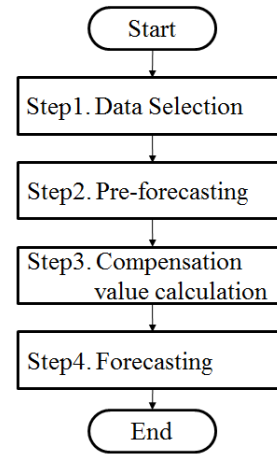 Start
Step1. Data Selection
Step2. Pre-forecasting
Step3. Compensation
value calculation
Step4. Forecasting
End